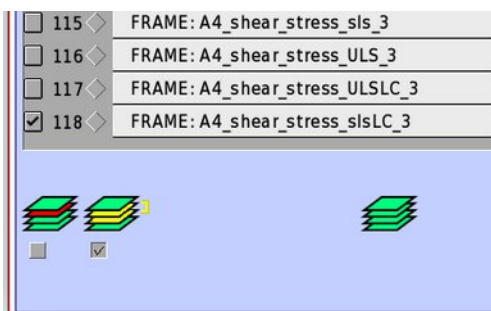 115 FRAME: A4_shear_stress_sls_3
116 FRAME: A4_shear_stress_ULS_3
117 FRAME: A4_shear_stress_ULSLC_3
118 FRAME: A4_shear_stress_slsLC_3